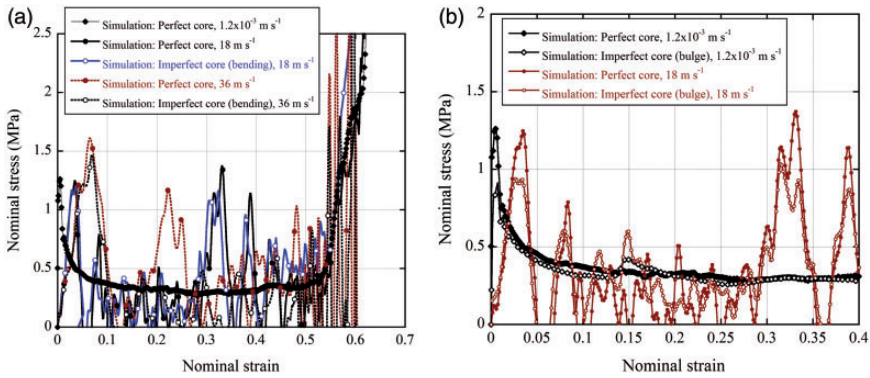 (a)
2.5
2
1.5
1
0.5
0
Nominal stress (MPa)
Simulation: Perfect core, 1.2x10⁻³ m s⁻¹
Simulation: Perfect core, 18 m s⁻¹
Simulation: Imperfect core (bending), 18 m s⁻¹
Simulation: Perfect core, 36 m s⁻¹
Simulation: Imperfect core (bending) 36 m s⁻¹
0 0.1 0.2 0.3 0.4 0.5 0.6 0.7
Nominal strain
(b)
2
1.5
1
0.5
0
Nominal stress (MPa)
Simulation: Perfect core, 1.2x10⁻³ m s⁻¹
Simulation: Imperfect core (bulge), 1.2x10⁻³ m s⁻¹
Simulation: Perfect core, 18 m s⁻¹
Simulation: Imperfect core (bulge), 18 m s⁻¹
0 0.05 0.1 0.15 0.2 0.25 0.3 0.35 0.4
Nominal strain